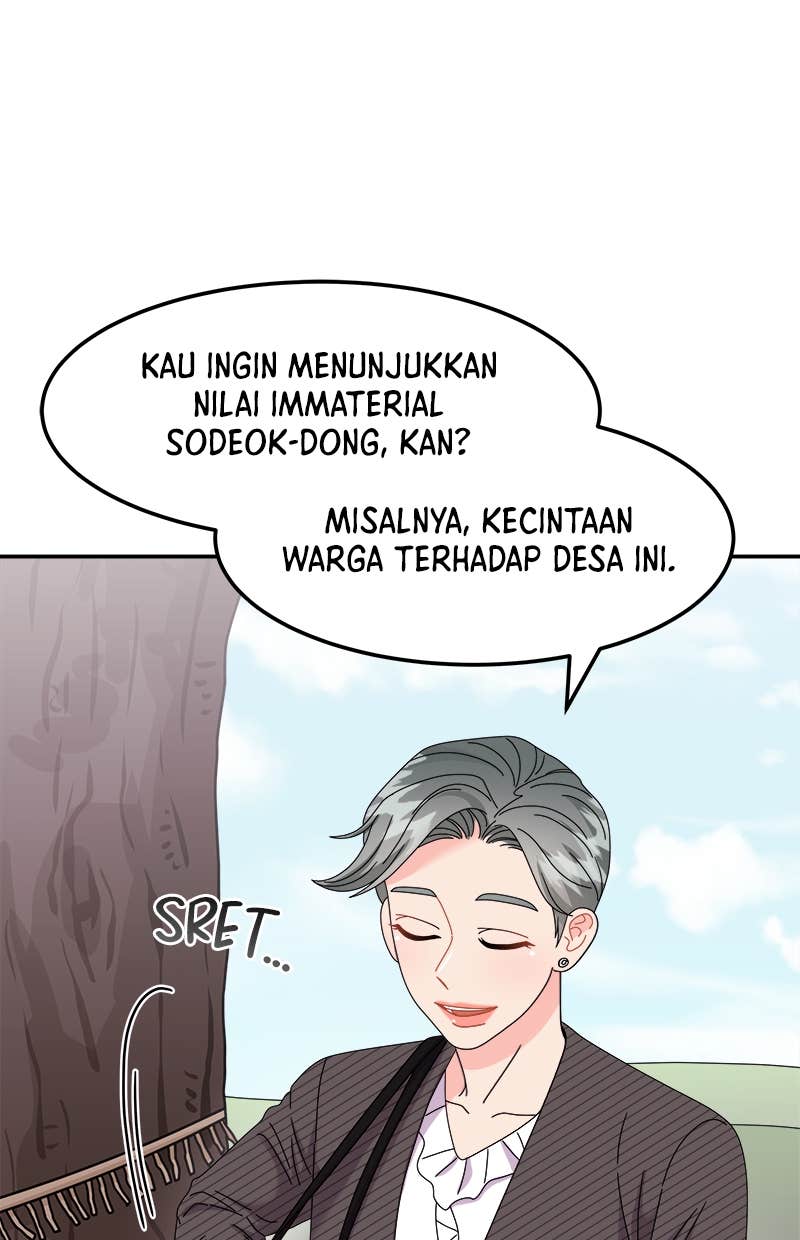 KAU INGIN MENUNJUKKAN
NILAI IMMATERIAL
SODEOK-DONG, KAN?
MISALNYA, KECINTAAN
WARGA TERHADAP DESA INI.
SRET...